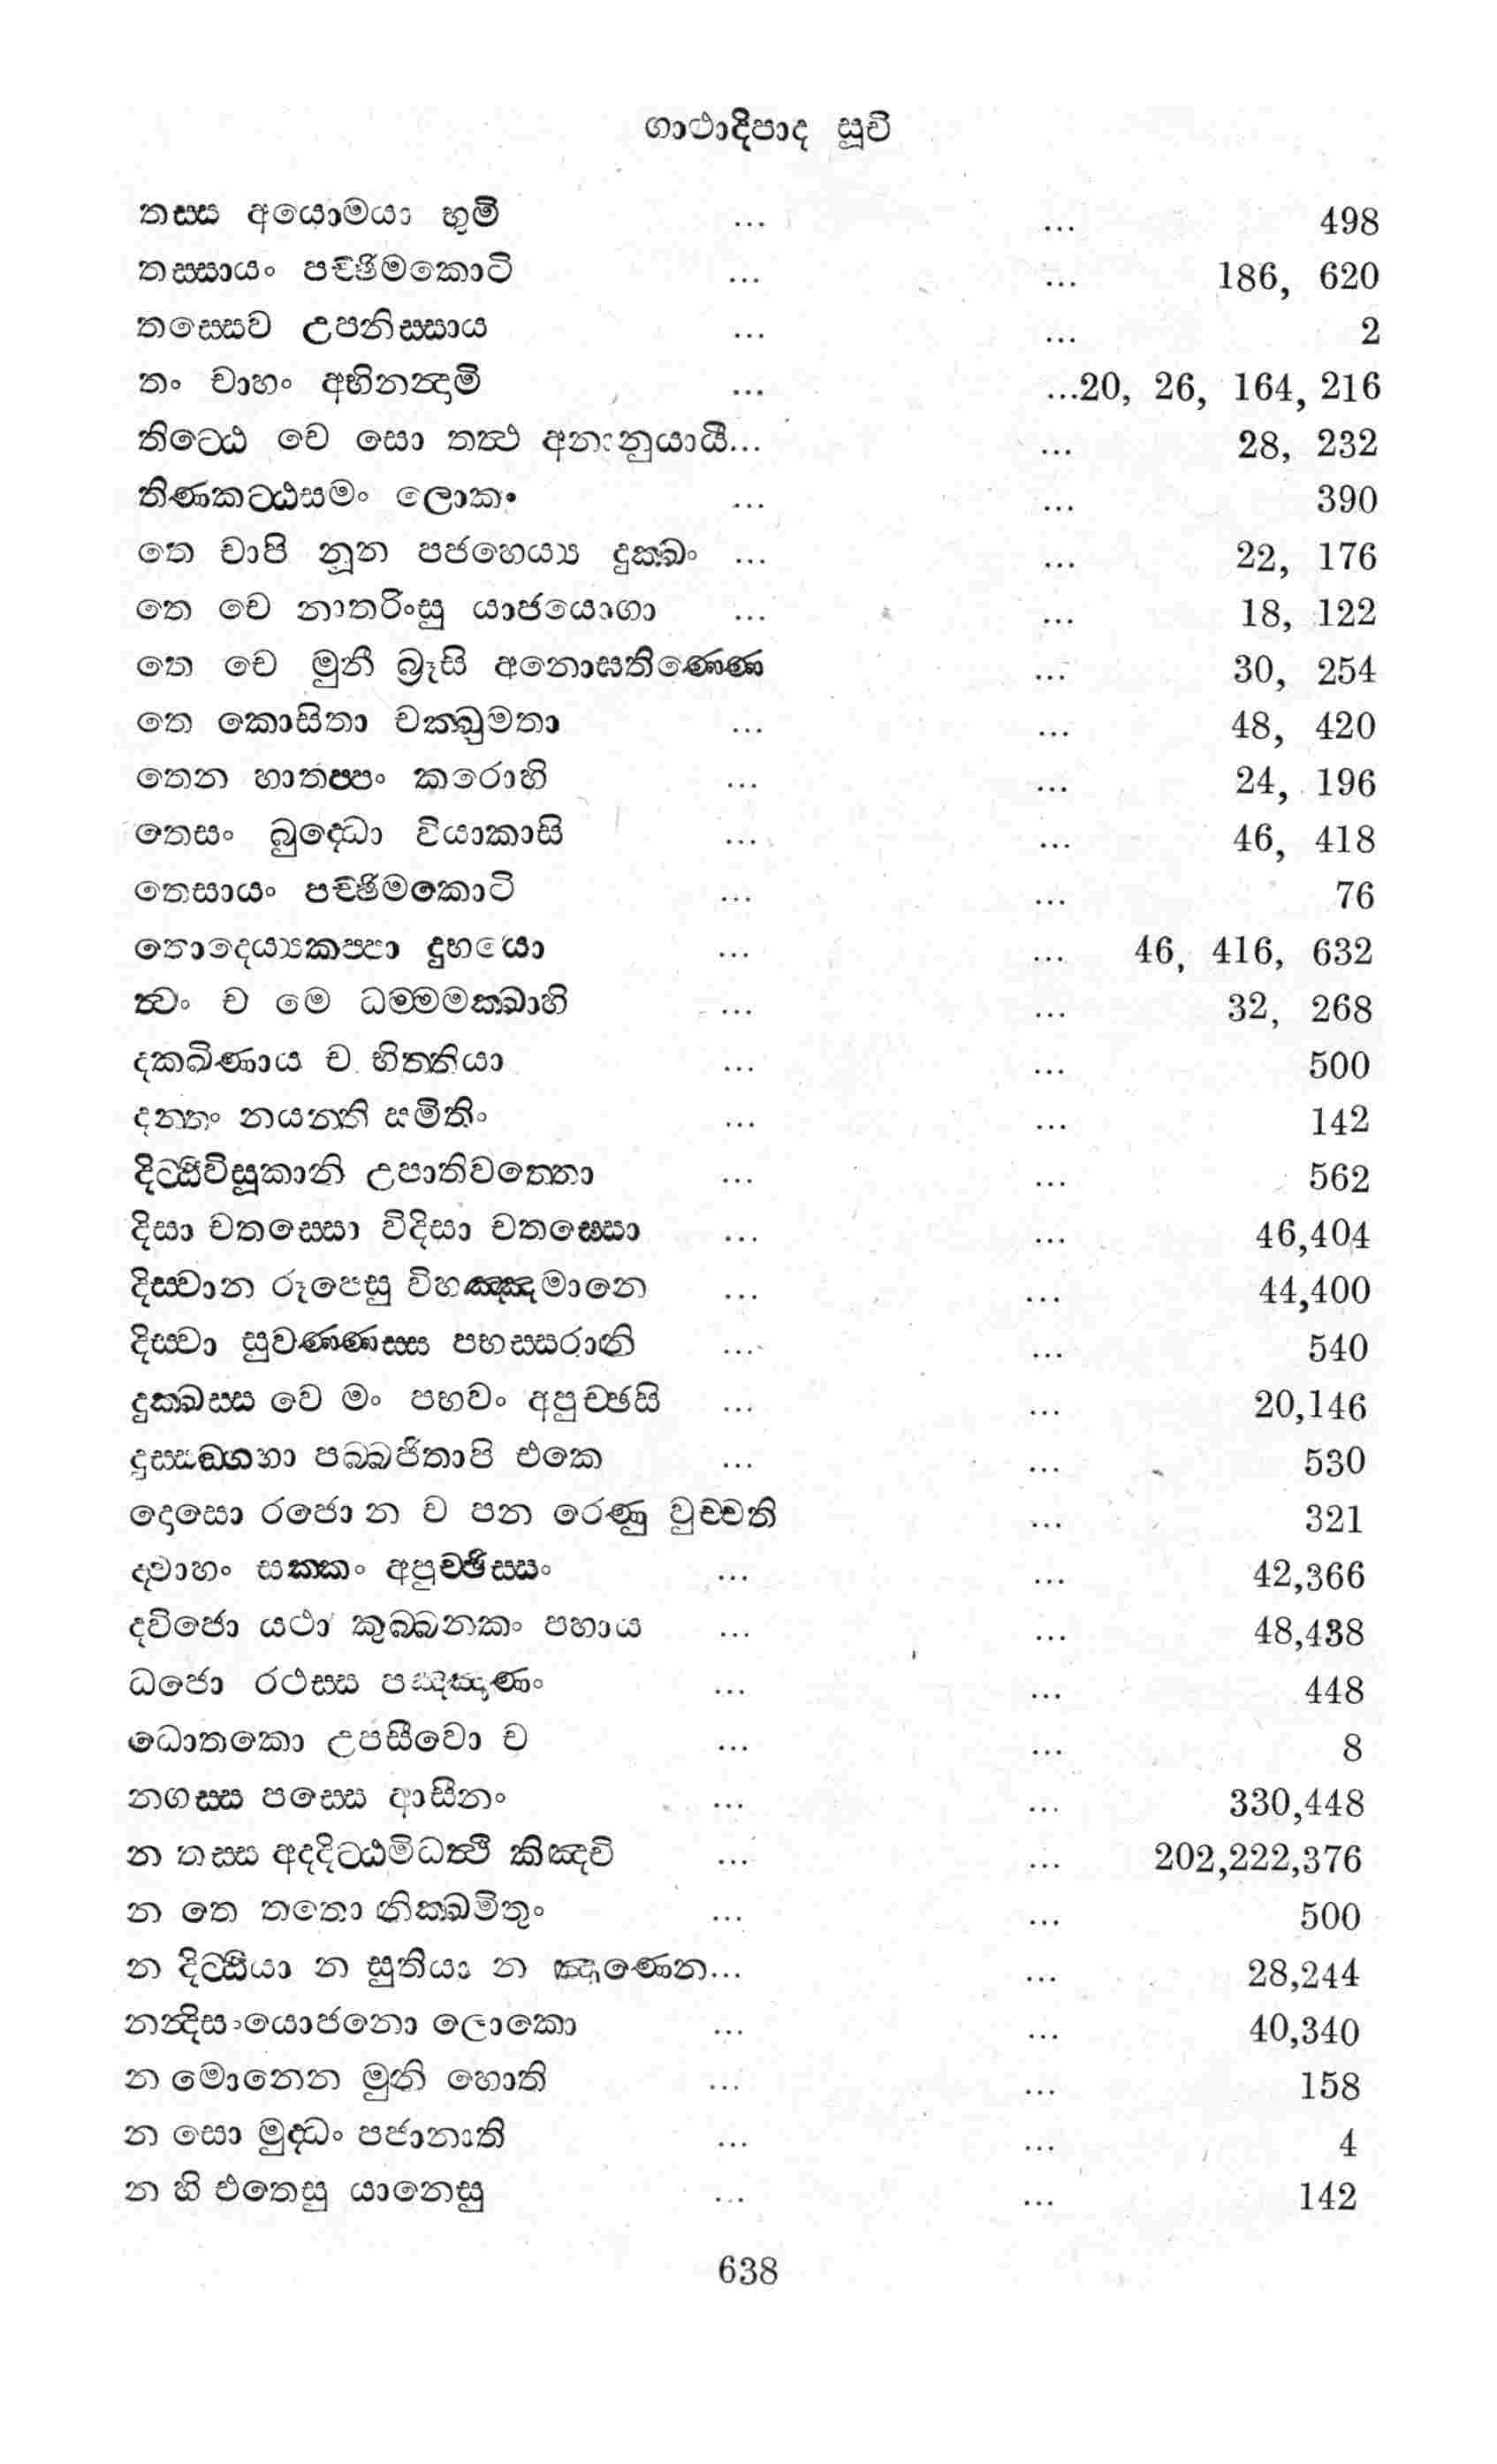 ගාථාදිපාද සූචි
තස්ස අයොමයා භුමි ... ... 498
තස්සායං පච්ඡිමකොටි ... ... 186, 620
තස්සෙව උපනිස්සාය ... ... 2
තං චාහං අභිනන්දාමි ... ...20, 26, 164, 216
තිට්ඨෙ චෙ සො තත්ථ අනානුයායී... ... 28, 232
තිණකට්ඨසමං ලොකං ... ... 390
තෙ චාපි නූන පජහෙය්‍ය දුක්ඛං ... ... 22, 176
තෙ චෙ නාතරිංසු යාජයොගා ... ... 18, 122
තෙ චෙ මුනී බ්‍රූසි අනොඝතිණ්ණෙ ... 30, 254
තෙ තොසිතා චක්ඛුමතා ... ... 48, 420
තෙන හාතප්පං කරොහි ... ... 24, 196
තෙසං බුද්ධො වියාකාසි ... ... 46, 418
තෙසායං පච්ඡිමකොටි ... ... 76
තොදෙය්‍යකප්පා දුභයො ... ... 46, 416, 632
ත්වං ච මෙ ධම්මමක්ඛාහි ... ... 32, 268
දක්ඛිණාය ච භිත්තියා ... ... 500
දන්තං නයන්ති සමිතිං ... ... 142
දිට්ඨිවිසූකානි උපාතිවත්තො ... ... 562
දිසා චතස්සො විදිසා චතස්සො ... ... 46,404
දිස්වාන රූපෙසු විහඤ්ඤමානෙ ... ... 44,400
දිස්වා සුවණ්ණස්ස පභස්සරානි ... ... 540
දුක්ඛස්ස වෙ මං පභවං අපුච්ඡසි ... ... 20,146
දුස්සඞ්ගහා පබ්බජිතාපි එකෙ ... ... 530
දොසො රජො න ච පන රෙණු වුච්චති ... 321
ද්වාහං සක්කං අපුච්ඡිස්සං ... ... 42,366
දවිජො යථා කුබ්බනකං පහාය ... ... 48,438
ධජො රථස්ස පඤ්ඤාණං ... ... 448
ධොතකො උපසීවො ච ... ... 8
නගස්ස පස්සෙ ආසීනං ... ... 330,448
න තස්ස අදදිට්ඨමිධත්ථි කිඤ්චි ... ... 202,222,376
න තෙ තතො නික්ඛමිතුං ... ... 500
න දිට්ඨියා න සුතියා න ඤාණෙන... ... 28,244
නන්දිසංයොජනො ලොකො ... ... 40,340
න මොනෙන මුනි හොති ... ... 158
න සො මුද්ධං පජානාති ... ... 4
න හි එතෙසු යානෙසු ... ... 142
638